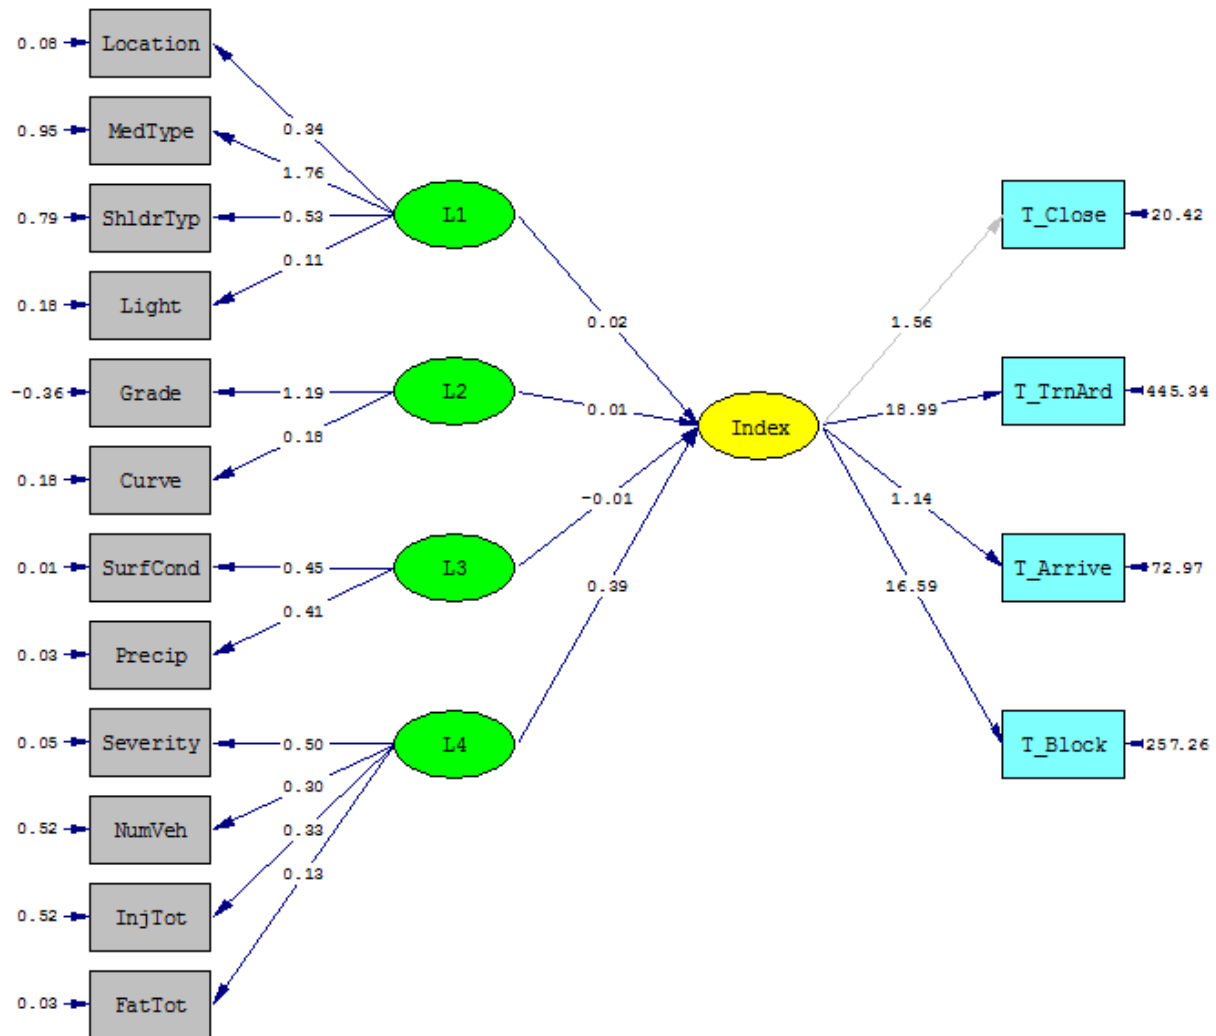 0.08 Location
0.34
0.95 MedType
1.76
0.79 ShldrTyp 0.53 L1 T_Close 20.42
0.11
0.18 Light
0.02 1.56
-0.36 Grade 1.19 L2 T_TrnArd 445.34
0.01 18.99
0.18 Index
0.18 Curve
-0.01 1.14
0.01 SurfCond 0.45 L3 T_Arrive 72.97
0.41 0.39 16.59
0.03 Precip
0.05 Severity 0.50 L4 T_Block 257.26
0.30
0.52 NumVeh 0.33
0.13
0.52 InjTot
0.03 FatTot